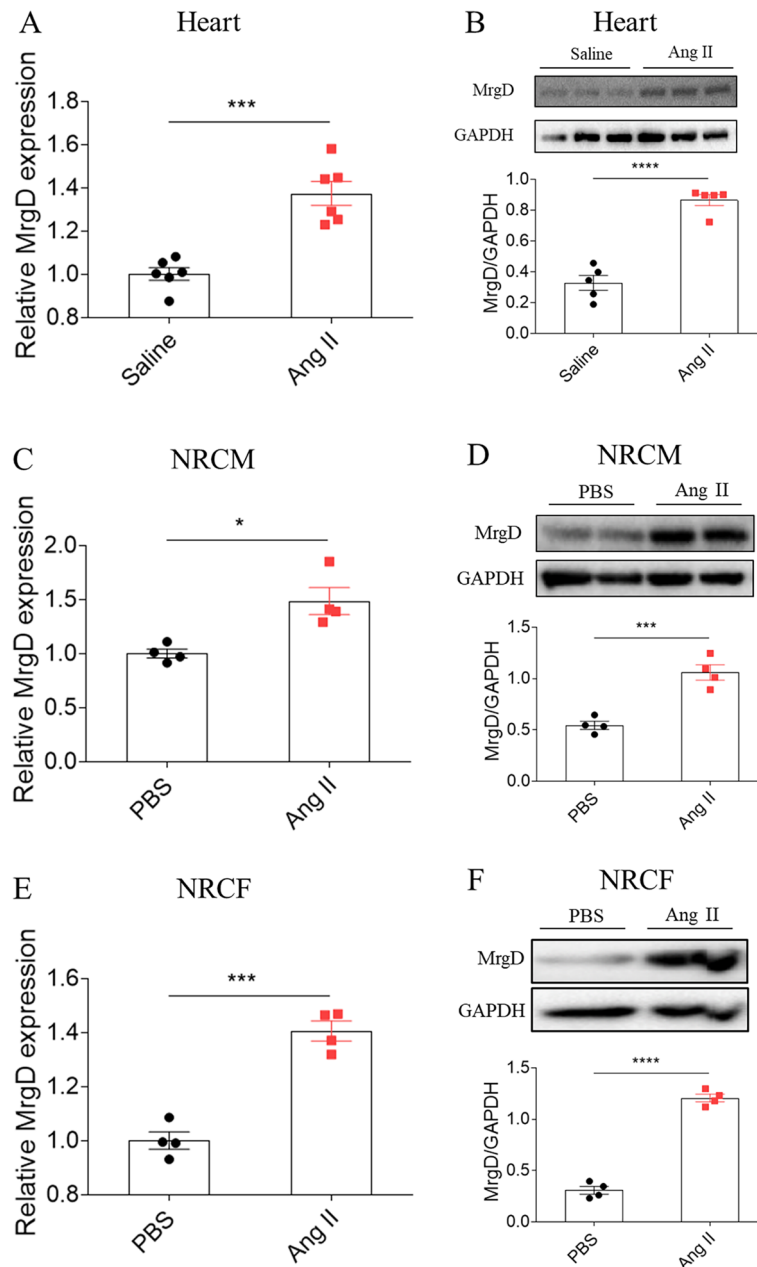 A Heart
Relative MrgD expression
1.8
1.6
1.4
1.2
1.0
0.8
***
Saline
Ang II
B
Saline Ang II
MrgD
GAPDH
MrgD/GAPDH
1.0
0.8
0.6
0.4
0.2
0.0
****
Saline
Ang II
C NRCM
Relative MrgD expression
2.0
1.5
1.0
0.5
0.0
*
PBS
Ang II
D NRCM
PBS Ang II
MrgD
GAPDH
MrgD/GAPDH
1.5
1.0
0.5
0.0
***
PBS
Ang II
E NRCF
Relative MrgD expression
1.6
1.4
1.2
1.0
0.8
***
PBS
Ang II
F NRCF
PBS Ang II
MrgD
GAPDH
MrgD/GAPDH
1.5
1.0
0.5
0.0
****
PBS
Ang II